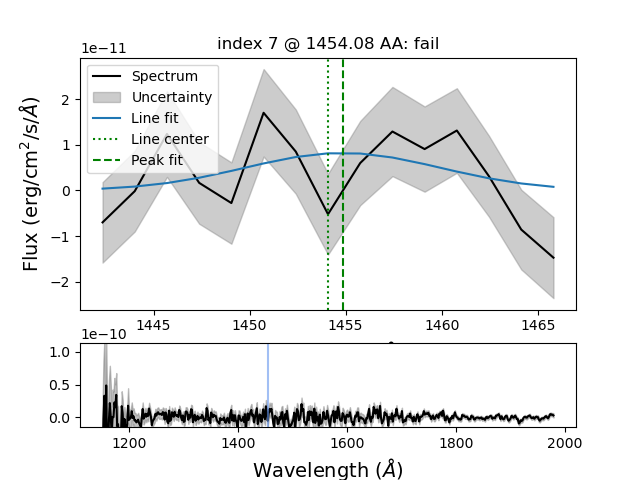 index 7 @ 1454.08 AA: fail
1e−11
Spectrum
Uncertainty
Line fit
Line center
Peak fit
Flux (erg/cm²/s/Å)
2
1
0
−1
−2
1445
1450
1455
1460
1465
1e−10
1.0
0.5
0.0
1200
1400
1600
1800
2000
Wavelength (Å)